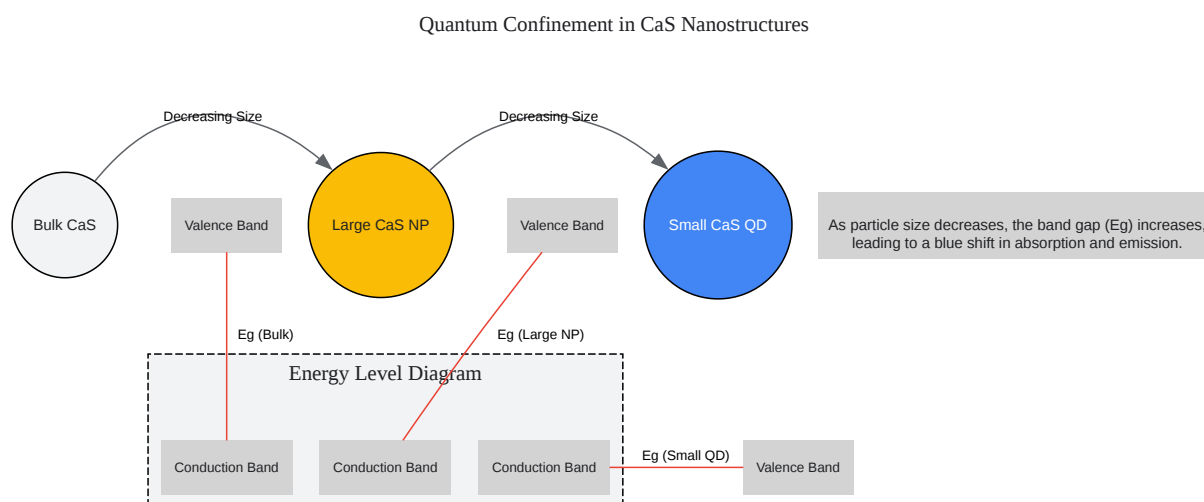 Quantum Confinement in CaS Nanostructures
Decreasing Size
Decreasing Size
Bulk CaS
Valence Band
Large CaS NP
Valence Band
Small CaS QD
As particle size decreases, the band gap (Eg) increases,
leading to a blue shift in absorption and emission.
Eg (Bulk)
Eg (Large NP)
Energy Level Diagram
Conduction Band
Conduction Band
Conduction Band
Eg (Small QD)
Valence Band